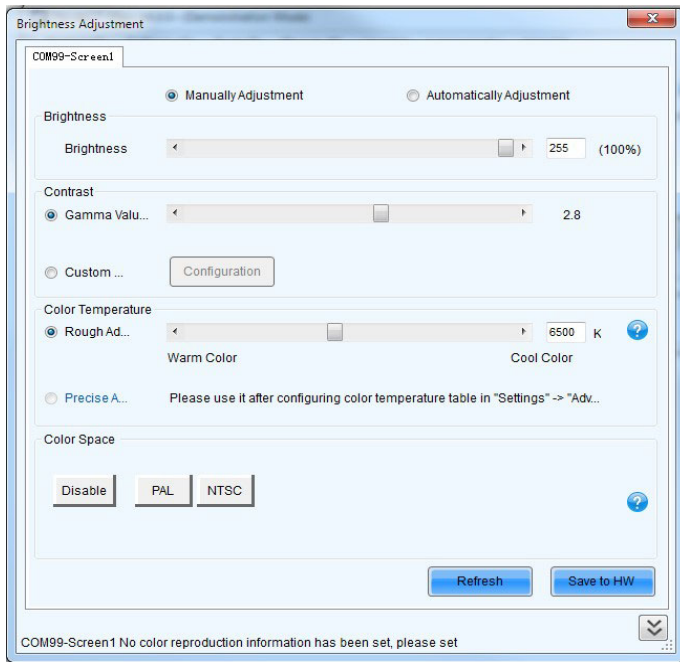 Brightness Adjustment
COM99-Screen1
Manually Adjustment Automatically Adjustment
Brightness
Brightness 255 (100%)
Contrast
Gamma Valu... 2.8
Custom ... Configuration
Color Temperature
Rough Ad... 6500 K ?
Warm Color Cool Color
Precise A... Please use it after configuring color temperature table in "Settings" -> "Adv...
Color Space
Disable PAL NTSC ?
Refresh Save to HW
COM99-Screen1 No color reproduction information has been set, please set